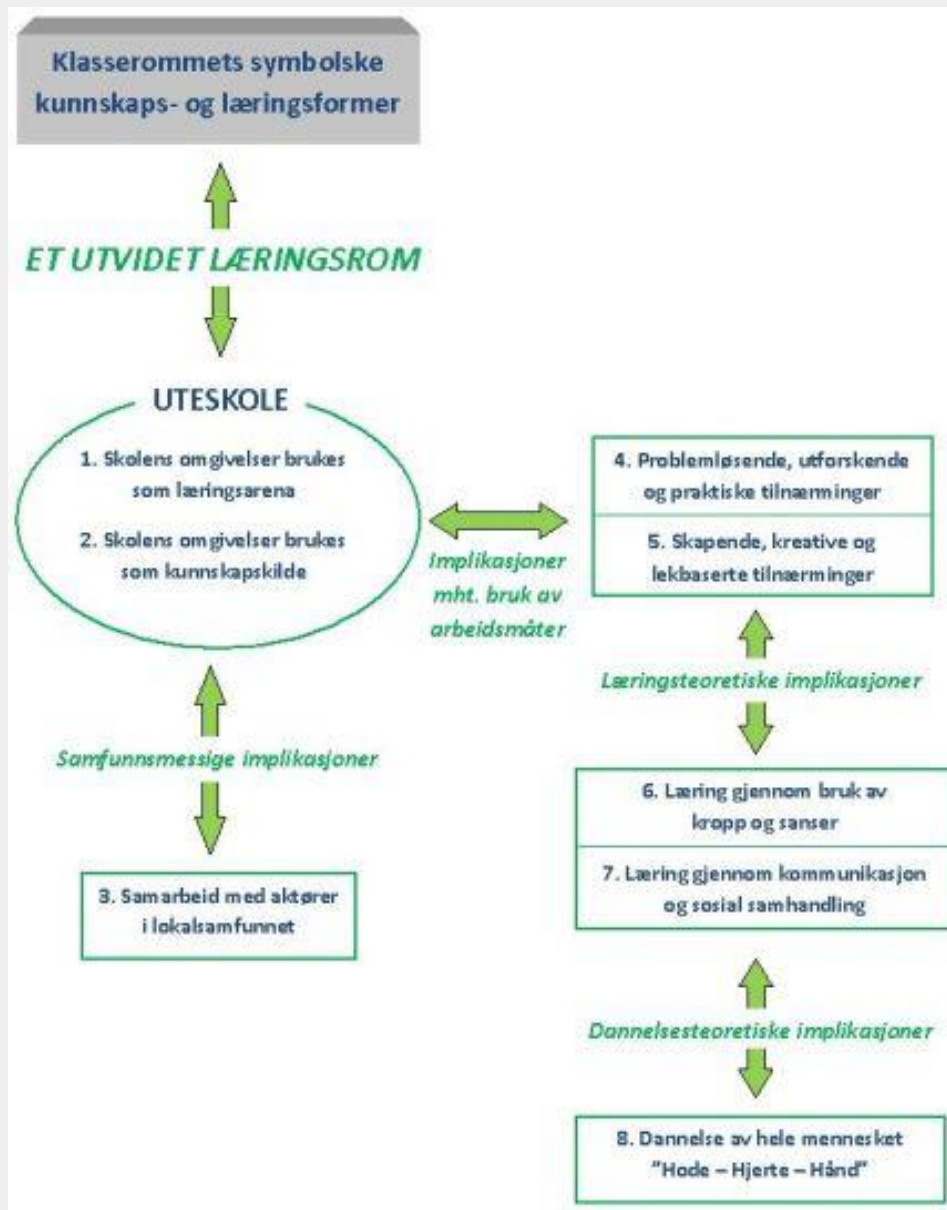 Klasserommets symbolske
kunnskaps- og læringsformer
ET UTVIDET LÆRINGSROM
UTESKOLE
1. Skolens omgivelser brukes
som læringsarena
2. Skolens omgivelser brukes
som kunnskapskilde
Implikasjoner
mht. bruk av
arbeidsmåter
4. Problemløsende, utforskende
og praktiske tilnærminger
5. Skapende, kreative og
lekbaserte tilnærminger
Læringsteoretiske implikasjoner
Samfunnsmessige implikasjoner
6. Læring gjennom bruk av
kropp og sanser
7. Læring gjennom kommunikasjon
og sosial samhandling
3. Samarbeid med aktører
i lokalsamfunnet
Dannelsesteoretiske implikasjoner
8. Dannelse av hele mennesket
"Hode – Hjerte – Hånd"